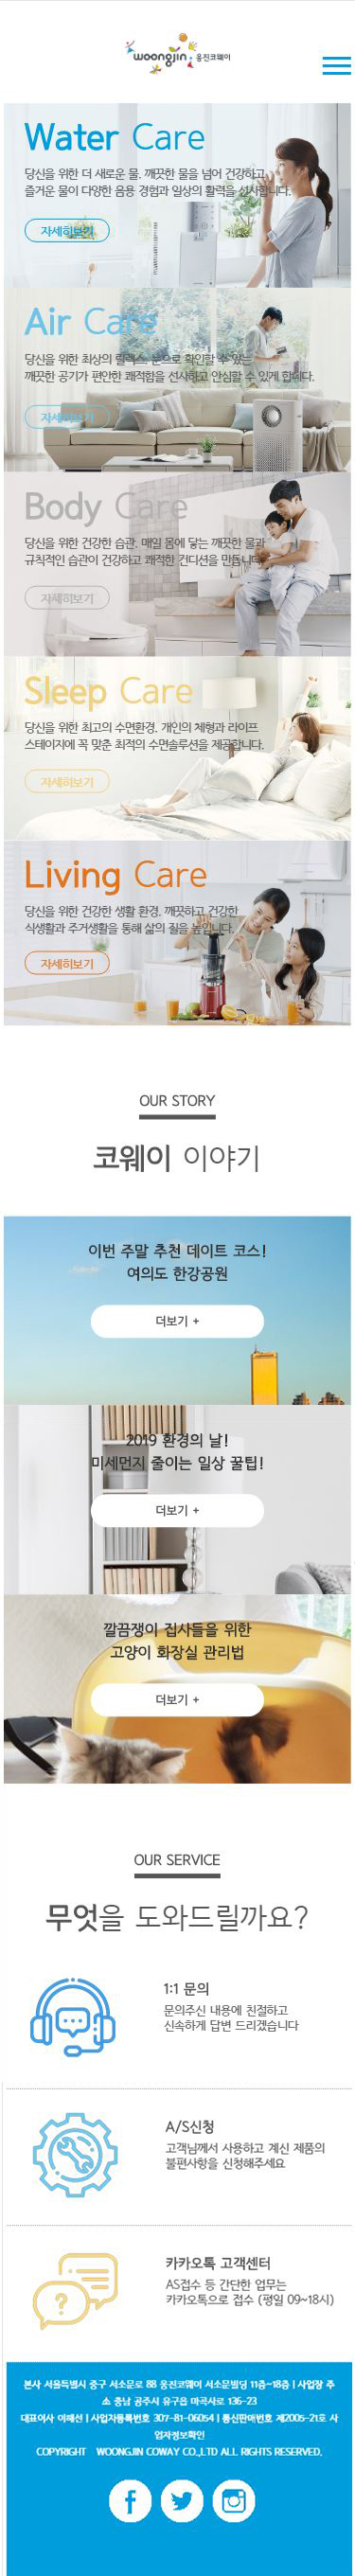 woongjin 웅진코웨이
Water Care
당신을 위한 더 새로운 물, 깨끗한 물을 넘어 건강하고
즐거운 물이 다양한 음용 경험과 일상의 활력을 선사합니다.
자세히보기
Air Care
당신을 위한 최상의 릴렉스, 눈으로 확인할 수 있는
깨끗한 공기가 편안한 쾌적함을 선사하고 안심할 수 있게 합니다.
자세히보기
Body Care
당신을 위한 건강한 습관, 매일 몸에 닿는 깨끗한 물과
규칙적인 습관이 건강하고 쾌적한 컨디션을 만듭니다.
자세히보기
Sleep Care
당신을 위한 최고의 수면환경, 개인의 체형과 라이프
스테이지에 꼭 맞춘 최적의 수면솔루션을 제공합니다.
자세히보기
Living Care
당신을 위한 건강한 생활 환경, 깨끗하고 건강한
식생활과 주거생활을 통해 삶의 질을 높입니다.
자세히보기
OUR STORY
코웨이 이야기
이번 주말 추천 데이트 코스!
여의도 한강공원
더보기 +
2019 환경의 날!
미세먼지 줄이는 일상 꿀팁!
더보기 +
깔끔쟁이 집사들을 위한
고양이 화장실 관리법
더보기 +
OUR SERVICE
무엇을 도와드릴까요?
1:1 문의
문의주신 내용에 친절하고
신속하게 답변 드리겠습니다
A/S신청
고객님께서 사용하고 계신 제품의
불편사항을 신청해주세요
카카오톡 고객센터
AS접수 등 간단한 업무는
카카오톡으로 접수 (평일 09~18시)
본사 서울특별시 중구 서소문로 88 웅진코웨이 서소문빌딩 11층~18층 | 사업장 주
소 충남 공주시 유구읍 마곡사로 136-23
대표이사 이해선 | 사업자등록번호 307-81-06054 | 통신판매번호 제2005-21호 사
업자정보확인
COPYRIGHT WOONGJIN COWAY CO.,LTD ALL RIGHTS RESERVED.